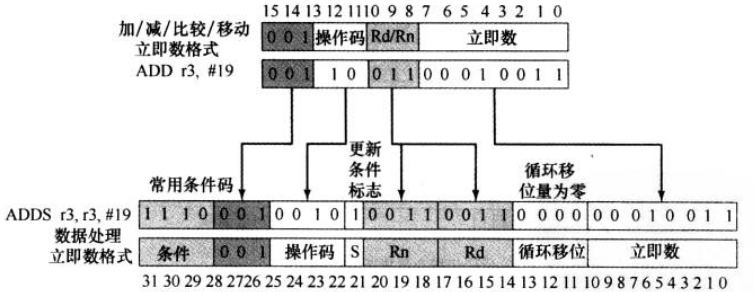 15 14 13 12 11 10 9 8 7 6 5 4 3 2 1 0
加/减/比较/移动
立即数格式
0 0 1 操作码 Rd/Rn 立即数
ADD r3, #19
0 0 1 1 0 0 1 1 0 0 0 1 0 0 1 1
常用条件码
更新
条件
标志
循环移
位量为零
ADDS r3, r3, #19
1 1 1 0 0 0 1 0 0 1 0 1 0 0 1 1 0 0 1 1 0 0 0 0 0 0 0 1 0 0 1 1
数据处理
立即数格式
条件 0 0 1 操作码 S Rn Rd 循环移位 立即数
31 30 29 28 27 26 25 24 23 22 21 20 19 18 17 16 15 14 13 12 11 10 9 8 7 6 5 4 3 2 1 0